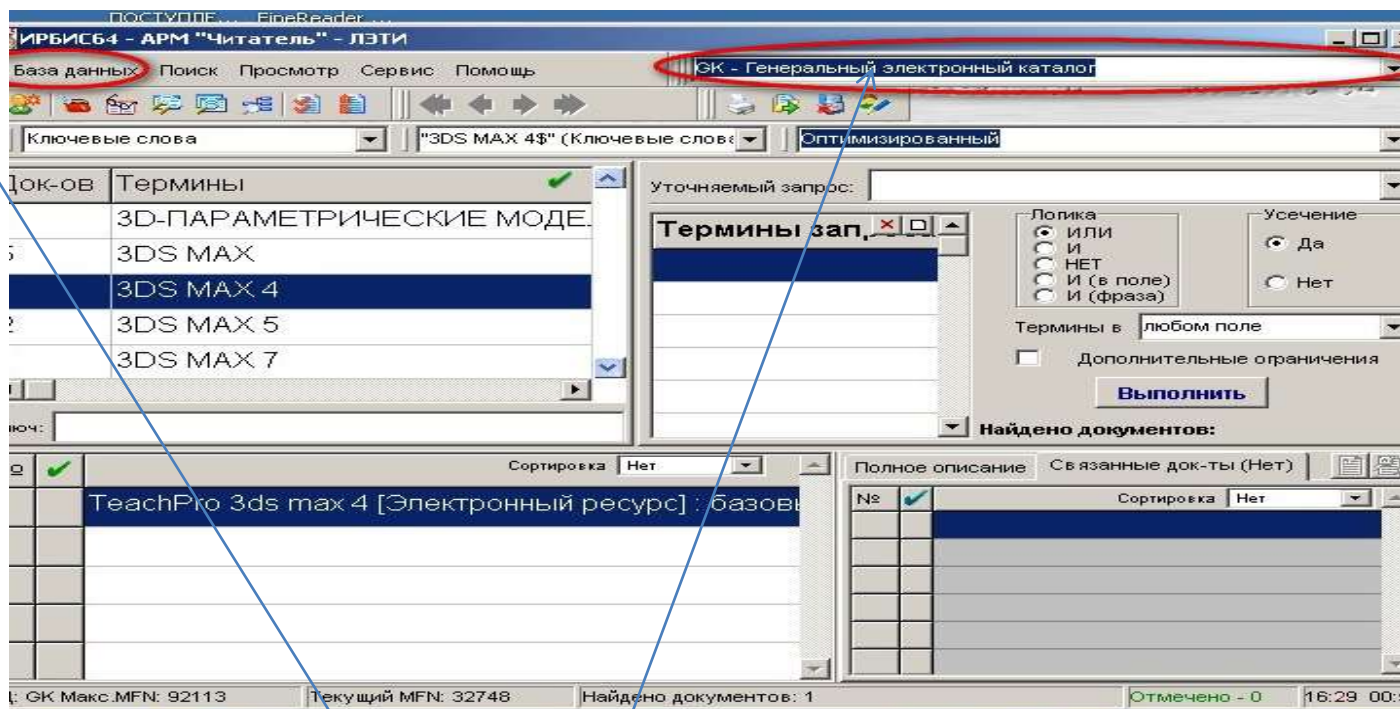 ПОСТУПЛЕ... FineReader ...
ИРБИС64 - АРМ "Читатель" - ЛЭТИ
База данных Поиск Просмотр Сервис Помощь
GK - Генеральный электронный каталог
Ключевые слова
"3DS MAX 4$" (Ключевые слова
Оптимизированный
Док-ов Термины
3D-ПАРАМЕТРИЧЕСКИЕ МОДЕ
3DS MAX
3DS MAX 4
3DS MAX 5
3DS MAX 7
Уточняемый запрос:
Термины зап
Логика
ИЛИ
И
НЕТ
И (в поле)
И (фраза)
Усечение
Да
Нет
Термины в любом поле
Дополнительные ограничения
Выполнить
Найдено документов:
Сортировка Нет
TeachPro 3ds max 4 [Электронный ресурс] : базовы
Полное описание Связанные док-ты (Нет)
№ Сортировка Нет
GK Макс.MFN: 92113 Текущий MFN: 32748 Найдено документов: 1 Отмечено - 0 16:29 00: